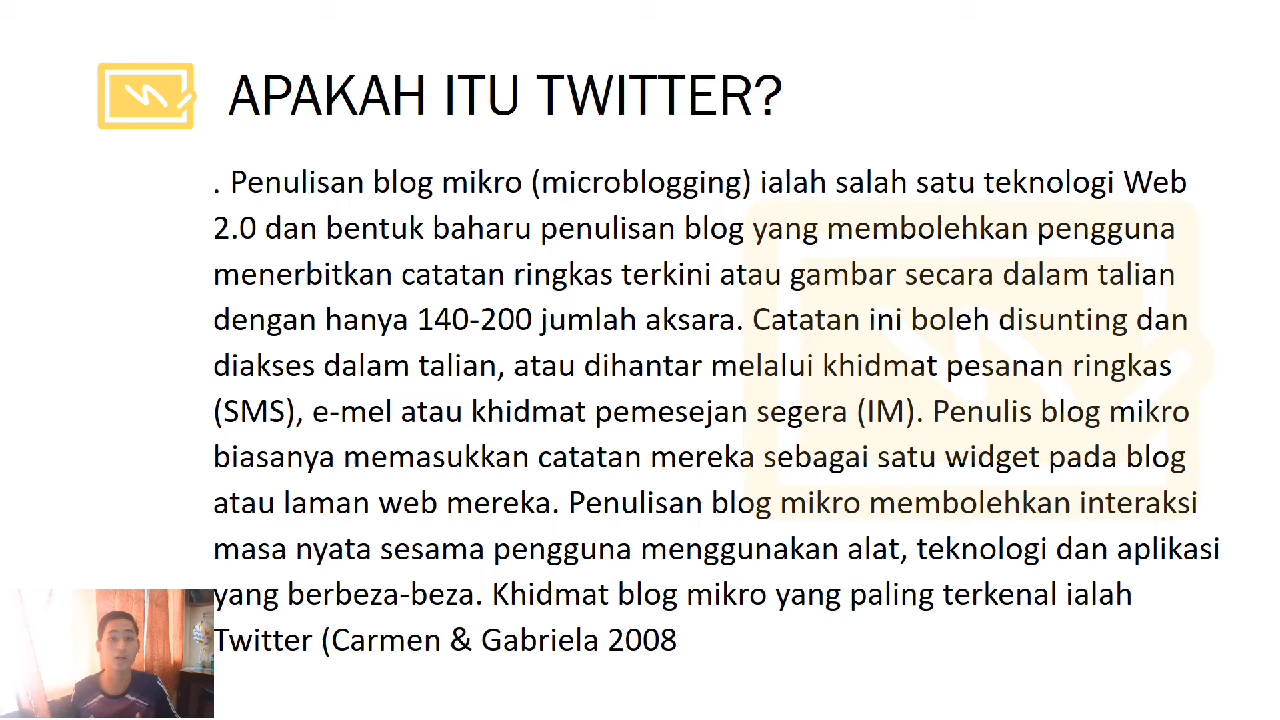 APAKAH ITU TWITTER?
. Penulisan blog mikro (microblogging) ialah salah satu teknologi Web
2.0 dan bentuk baharu penulisan blog yang membolehkan pengguna
menerbitkan catatan ringkas terkini atau gambar secara dalam talian
dengan hanya 140-200 jumlah aksara. Catatan ini boleh disunting dan
diakses dalam talian, atau dihantar melalui khidmat pesanan ringkas
(SMS), e-mel atau khidmat pemesejan segera (IM). Penulis blog mikro
biasanya memasukkan catatan mereka sebagai satu widget pada blog
atau laman web mereka. Penulisan blog mikro membolehkan interaksi
masa nyata sesama pengguna menggunakan alat, teknologi dan aplikasi
yang berbeza-beza. Khidmat blog mikro yang paling terkenal ialah
Twitter (Carmen & Gabriela 2008